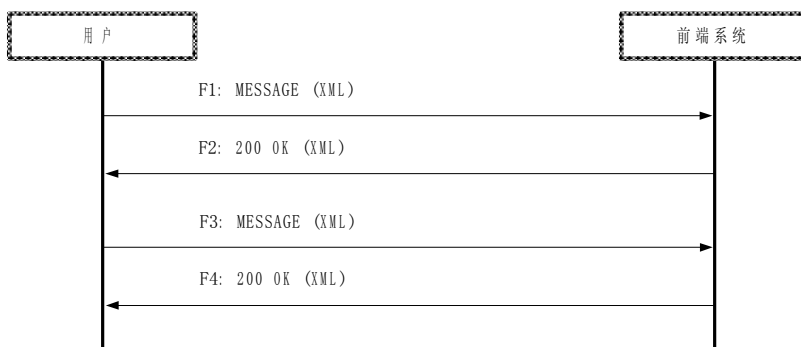 用户
前端系统
F1: MESSAGE (XML)
F2: 200 OK (XML)
F3: MESSAGE (XML)
F4: 200 OK (XML)